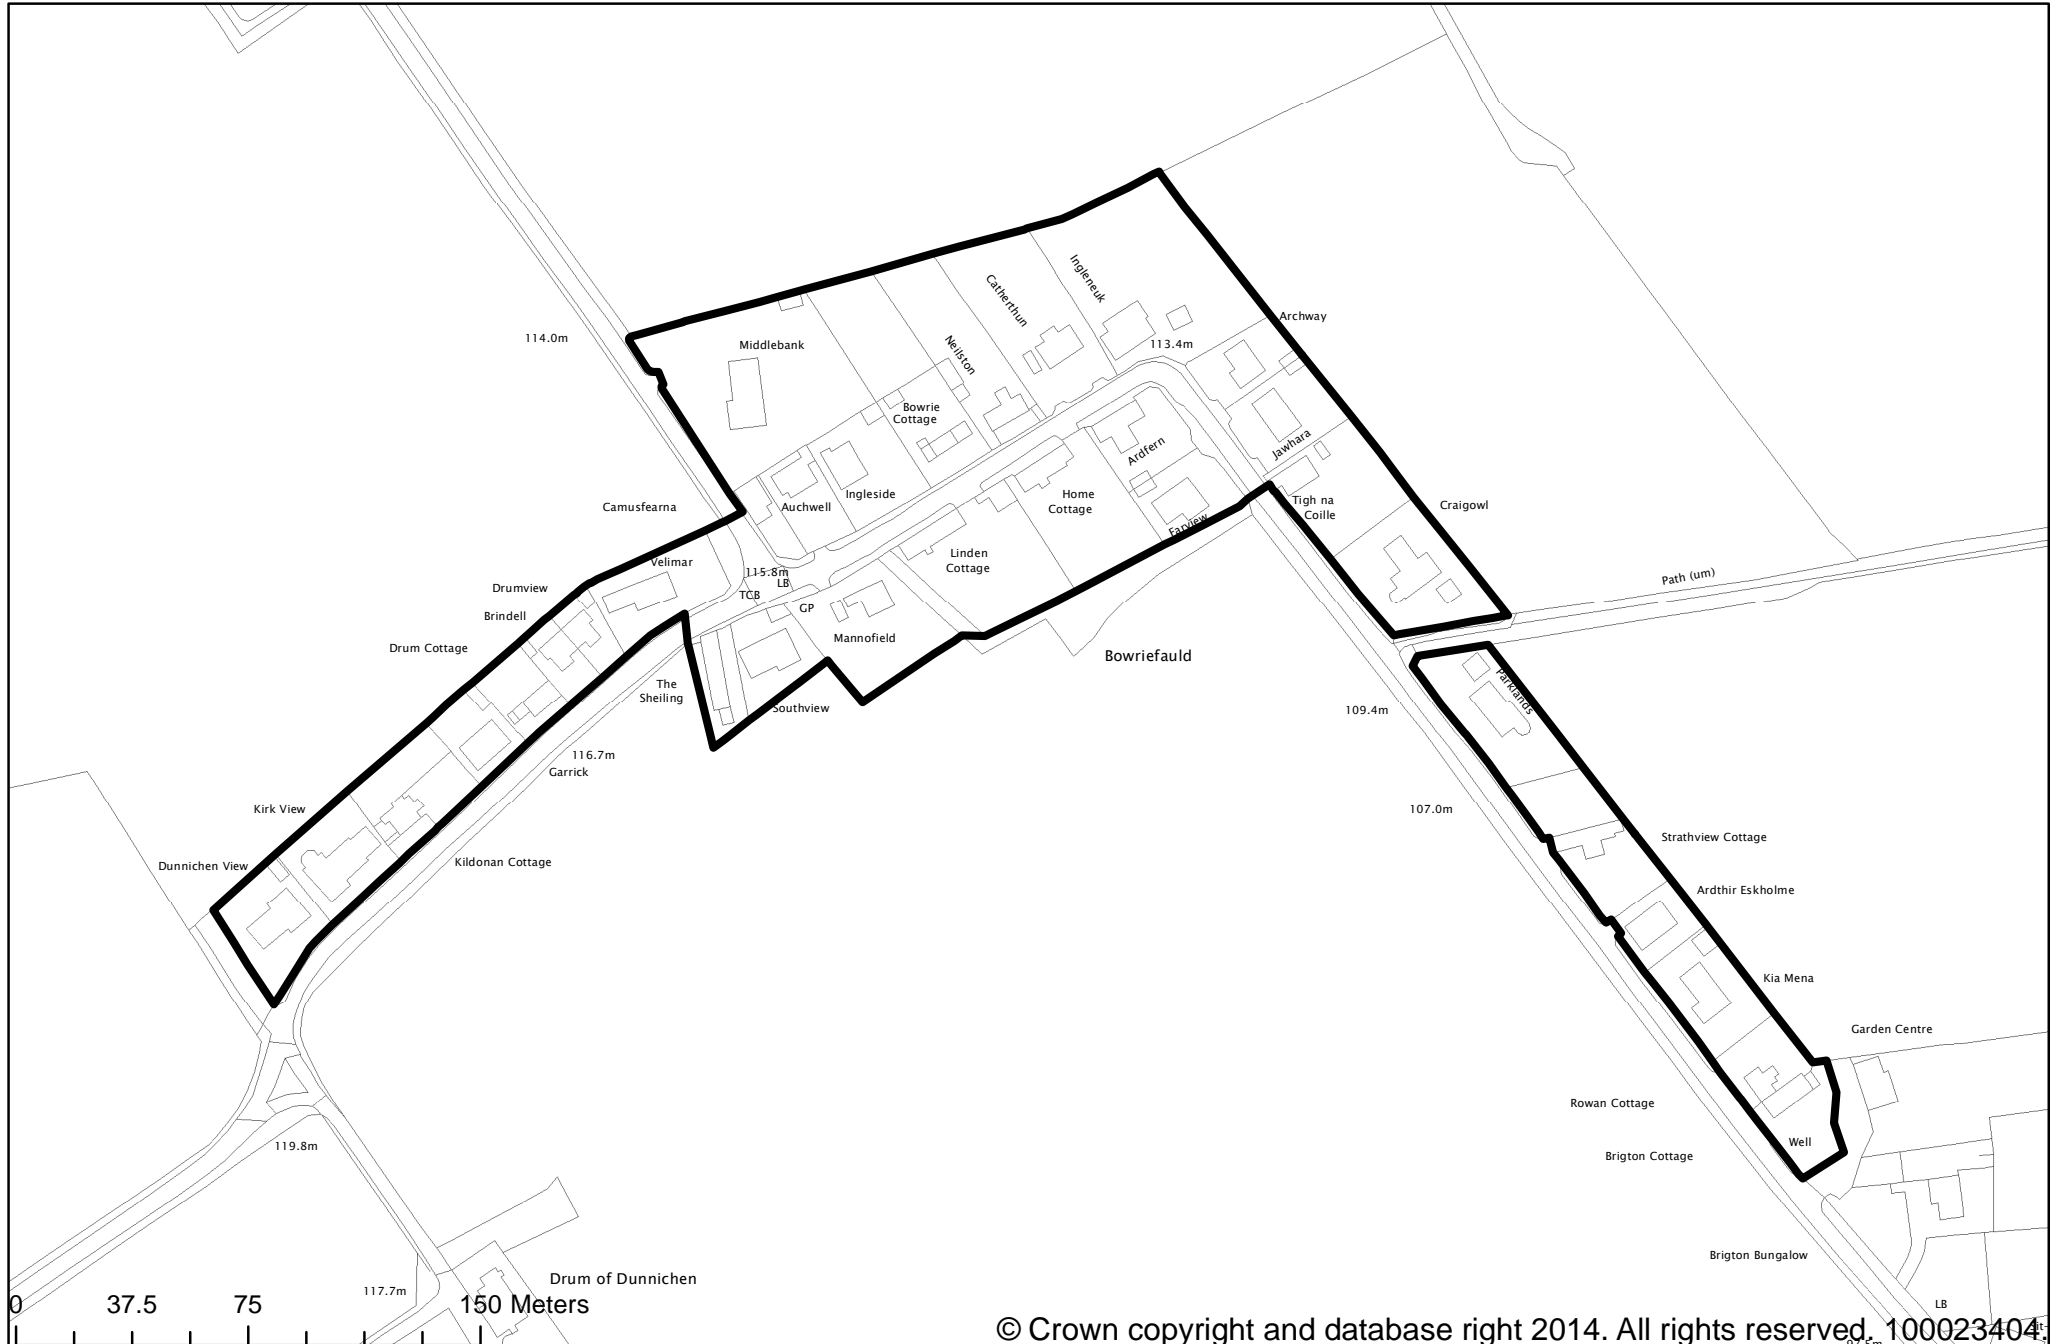 Ingleneuk
Catherthun
Archway
114.0m
Middlebank
113.4m
Neilston
Bowrie
Cottage
Ardfern
Jawhara
Camusfearna
Auchwell
Ingleside
Home
Cottage
Farview
Tigh na
Coille
Craigowl
Velimar
Linden
Cottage
115.8m
LB
TCB
GP
Drumview
Brindell
Drum Cottage
Mannofield
Path (um)
Bowriefauld
The
Sheiling
Southview
Parklands
109.4m
116.7m
Garrick
Kirk View
107.0m
Strathview Cottage
Dunnichen View
Kildonan Cottage
Ardthir Eskholme
Kia Mena
Garden Centre
Rowan Cottage
119.8m
Well
Brigton Cottage
Brigton Bungalow
Drum of Dunnichen
117.7m
LB
0 37.5 75 150 Meters
© Crown copyright and database right 2014. All rights reserved. 100023404.